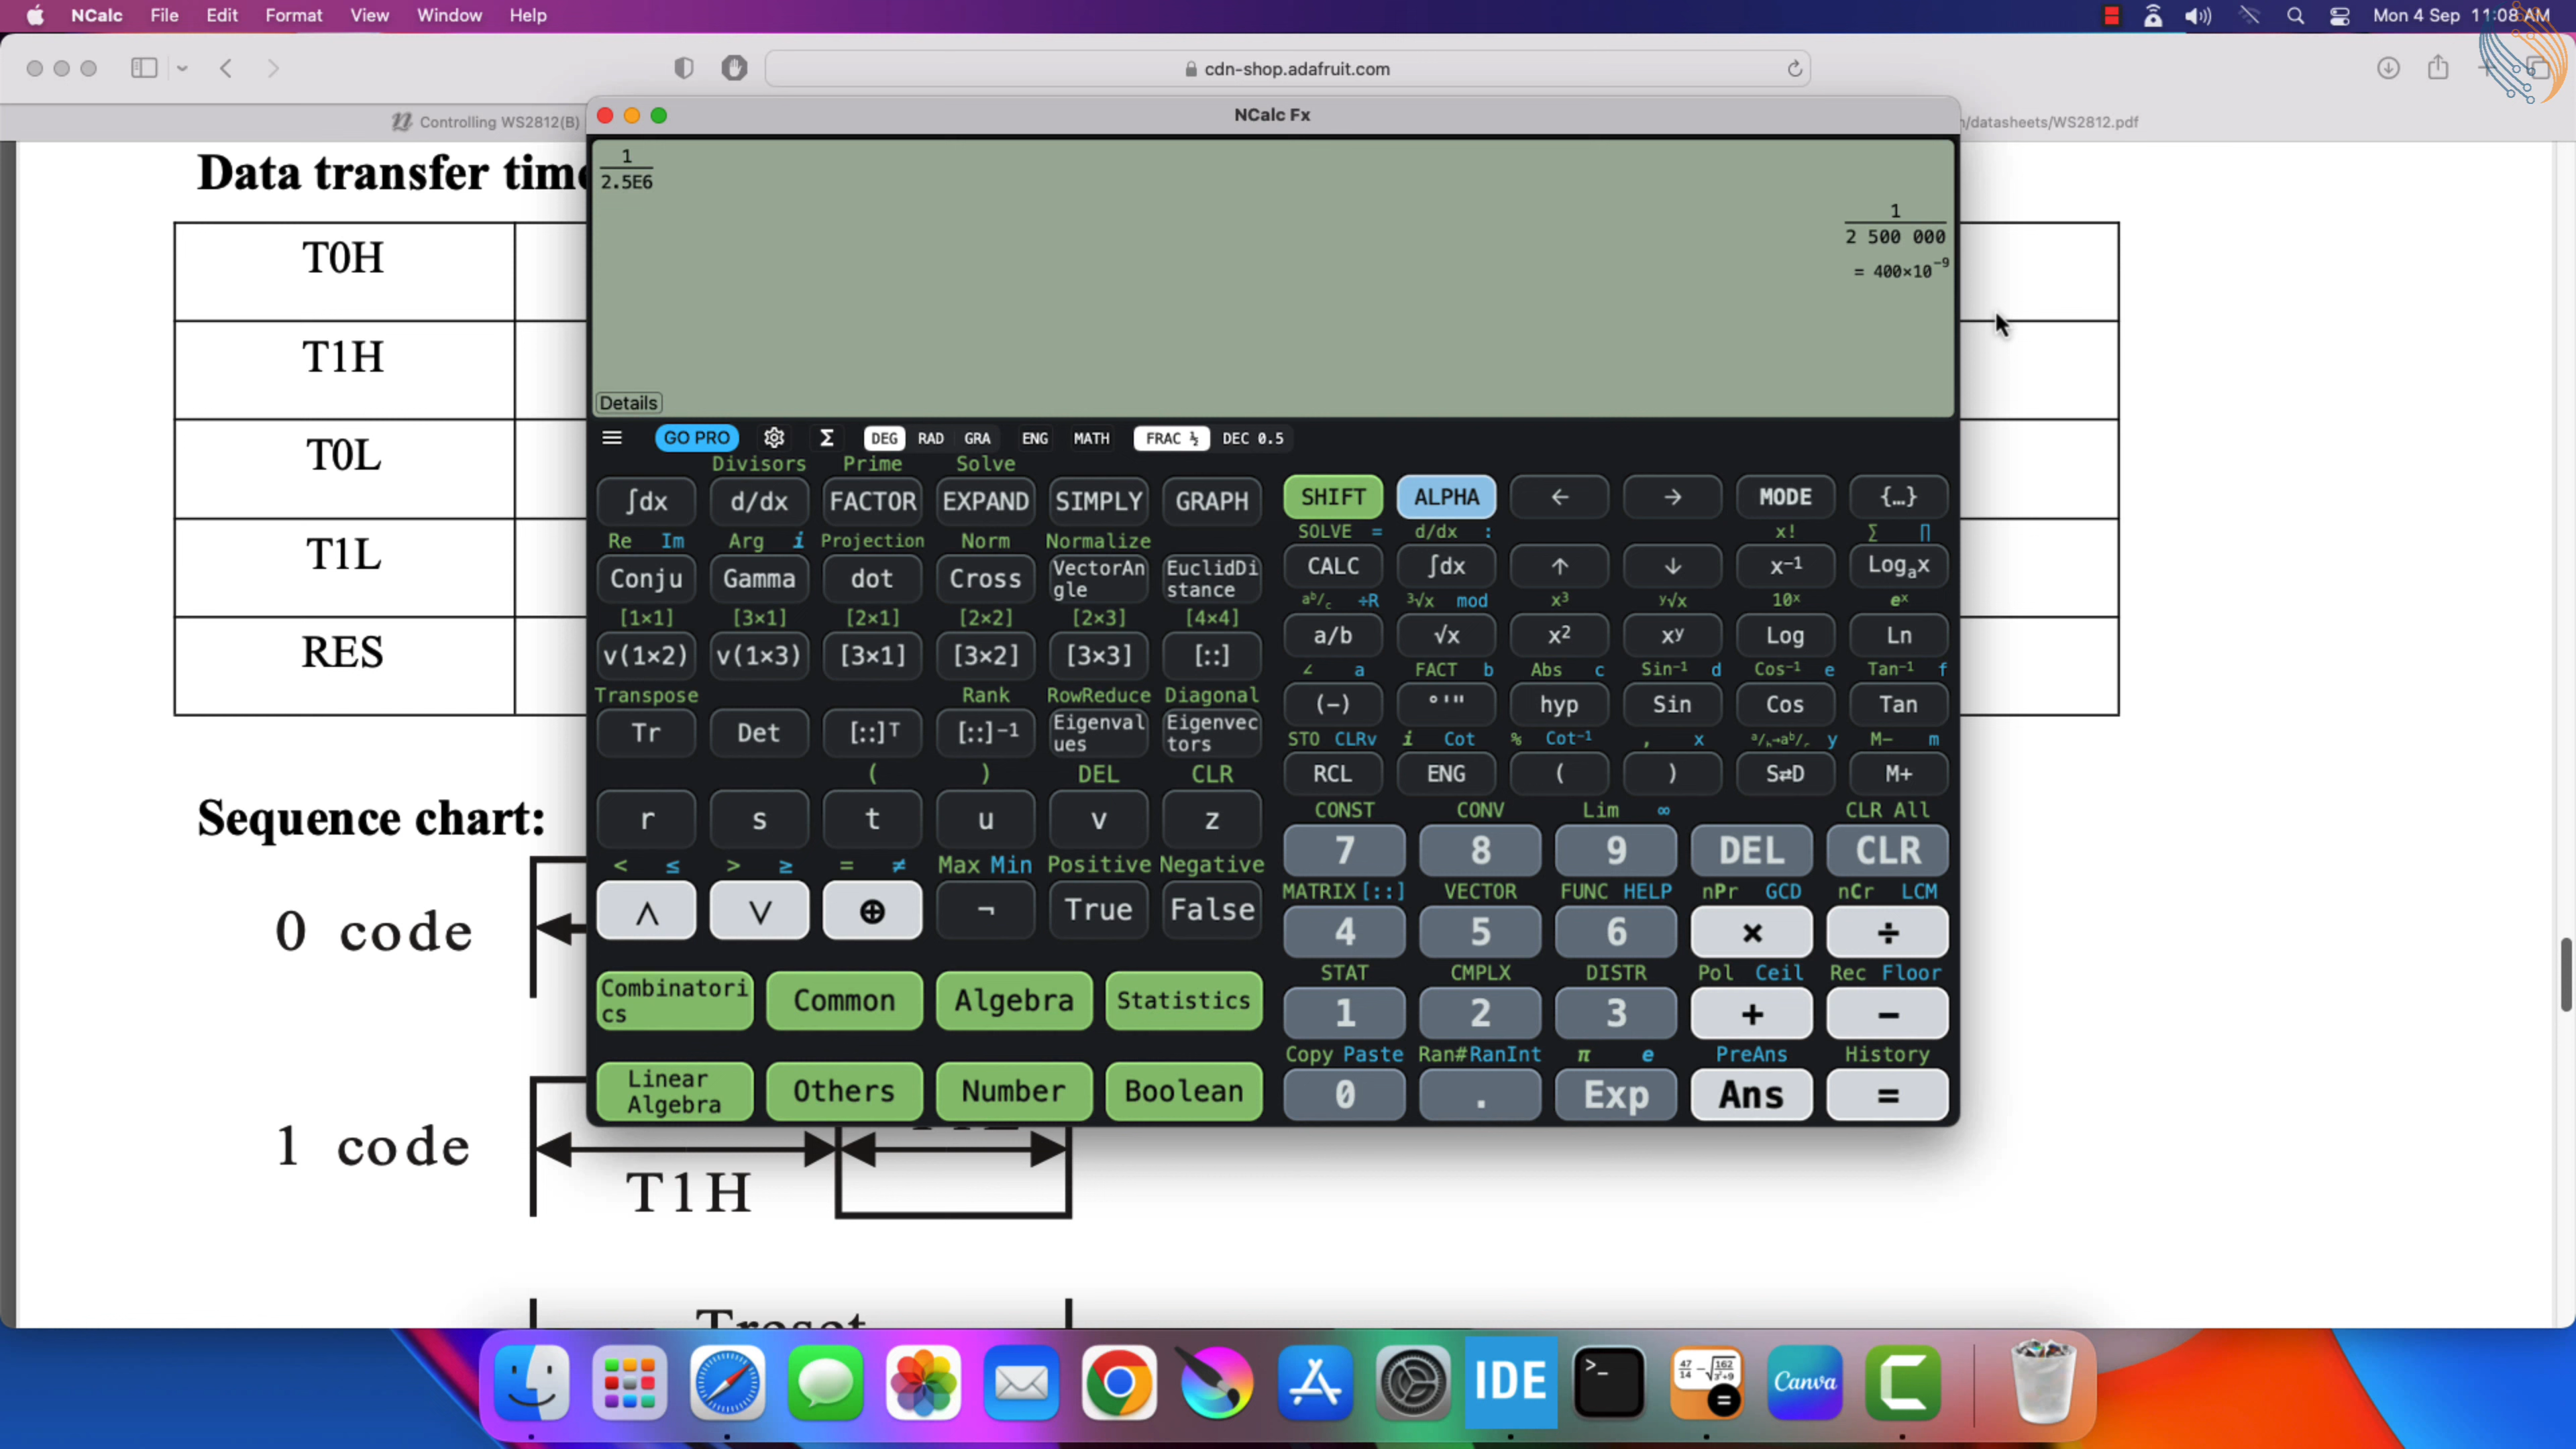 NCalc File Edit Format View Window Help
Mon 4 Sep 11:08 AM
cdn-shop.adafruit.com
Controlling WS2812(B)
NCalc Fx
/datasheets/WS2812.pdf
Data transfer time
T0H
T1H
T0L
T1L
RES
Sequence chart:
0 code
1 code
T1H
1
2.5E6
1
2 500 000
= 400×10⁻⁹
Details
GO PRO Σ DEG RAD GRA ENG MATH FRAC ½ DEC 0.5
Divisors Prime Solve
∫dx d/dx FACTOR EXPAND SIMPLY GRAPH
Re Im Arg i Projection Norm Normalize
Conju Gamma dot Cross VectorAngle EuclidDistance
[1×1] [3×1] [2×1] [2×2] [2×3] [4×4]
v(1×2) v(1×3) [3×1] [3×2] [3×3] [::]
Transpose Rank RowReduce Diagonal
Tr Det [::]ᵀ [::]⁻¹ Eigenvalues Eigenvectors
( ) DEL CLR
r s t u v z
< ≤ > ≥ = ≠ Max Min Positive Negative
∧ ∨ ⊕ ¬ True False
Combinatorics Common Algebra Statistics
Linear Algebra Others Number Boolean
SHIFT ALPHA ← → MODE {…}
SOLVE = d/dx : x! ∑ ∏
CALC ∫dx ↑ ↓ x⁻¹ Logₐx
aᵇ/c ÷R ³√x mod x³ ʸ√x 10ˣ eˣ
a/b √x x² xʸ Log Ln
∠ a FACT b Abs c Sin⁻¹ d Cos⁻¹ e Tan⁻¹ f
(−) °'" hyp Sin Cos Tan
STO CLRv i Cot % Cot⁻¹ , x y M− m
RCL ENG ( ) S⇄D M+
CONST CONV Lim ∞ CLR All
7 8 9 DEL CLR
MATRIX [::] VECTOR FUNC HELP nPr GCD nCr LCM
4 5 6 × ÷
STAT CMPLX DISTR Pol Ceil Rec Floor
1 2 3 + −
Copy Paste Ran# RanInt π e PreAns History
0 . Exp Ans =
IDE
Canva